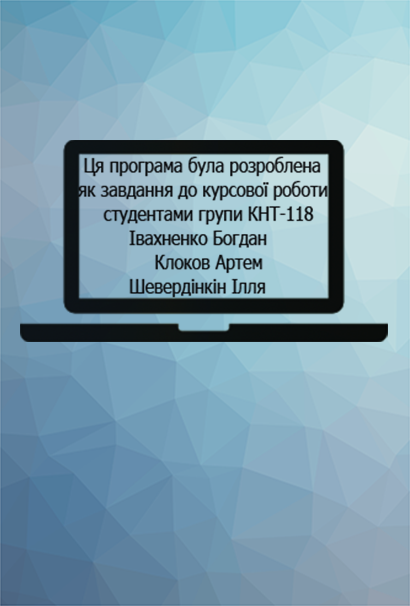 Ця програма була розроблена
як завдання до курсової роботи
студентами групи КНТ-118
Івахненко Богдан
Клоков Артем
Шевердінкін Ілля